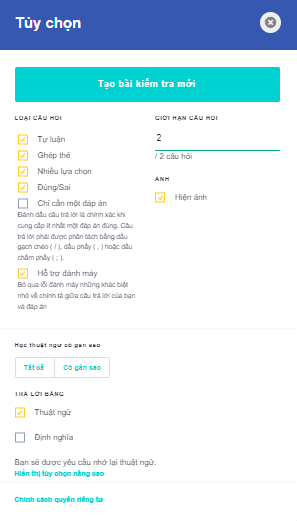 Tùy chọn
Tạo bài kiểm tra mới
LOẠI CÂU HỎI
Tự luận
Ghép thẻ
Nhiều lựa chọn
Đúng/Sai
Chỉ cần một đáp án
Đánh dấu câu trả lời là chính xác khi
cung cấp ít nhất một đáp án đúng. Câu
trả lời phải được phân tách bằng dấu
gạch chéo ( / ), dấu phẩy ( , ) hoặc dấu
chấm phẩy ( ; ).
Hỗ trợ đánh máy
Bỏ qua lỗi đánh máy những khác biệt
nhỏ về chính tả giữa câu trả lời của bạn
và đáp án
GIỚI HẠN CÂU HỎI
2
/ 2 câu hỏi
ẢNH
Hiện ảnh
Học thuật ngữ có gắn sao
Tất cả
Có gắn sao
TRẢ LỜI BẰNG
Thuật ngữ
Định nghĩa
Bạn sẽ được yêu cầu nhớ lại thuật ngữ.
Hiển thị tùy chọn nâng cao
Chính sách quyền riêng tư